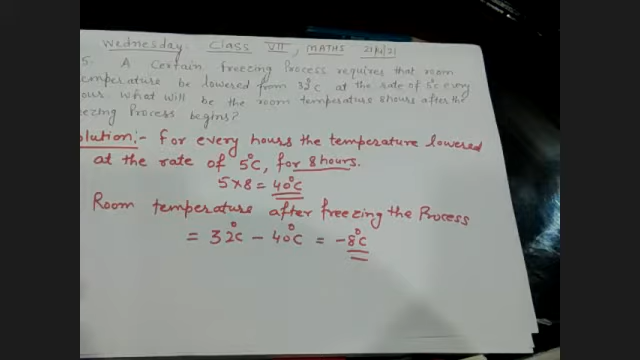 Wednesday Class VII, MATHS 21/4/21
5. A Certain freezing Process requires that room
temperature be lowered from 32°C at the rate of 5°C every
hour. What will be the room temperature 8 hours after the
eezing Process begins?
olution:- For every hours the temperature lowered
at the rate of 5°C, for 8 hours.
5×8 = 40°C
Room temperature after freezing the Process
= 32°C - 40°C = -8°C